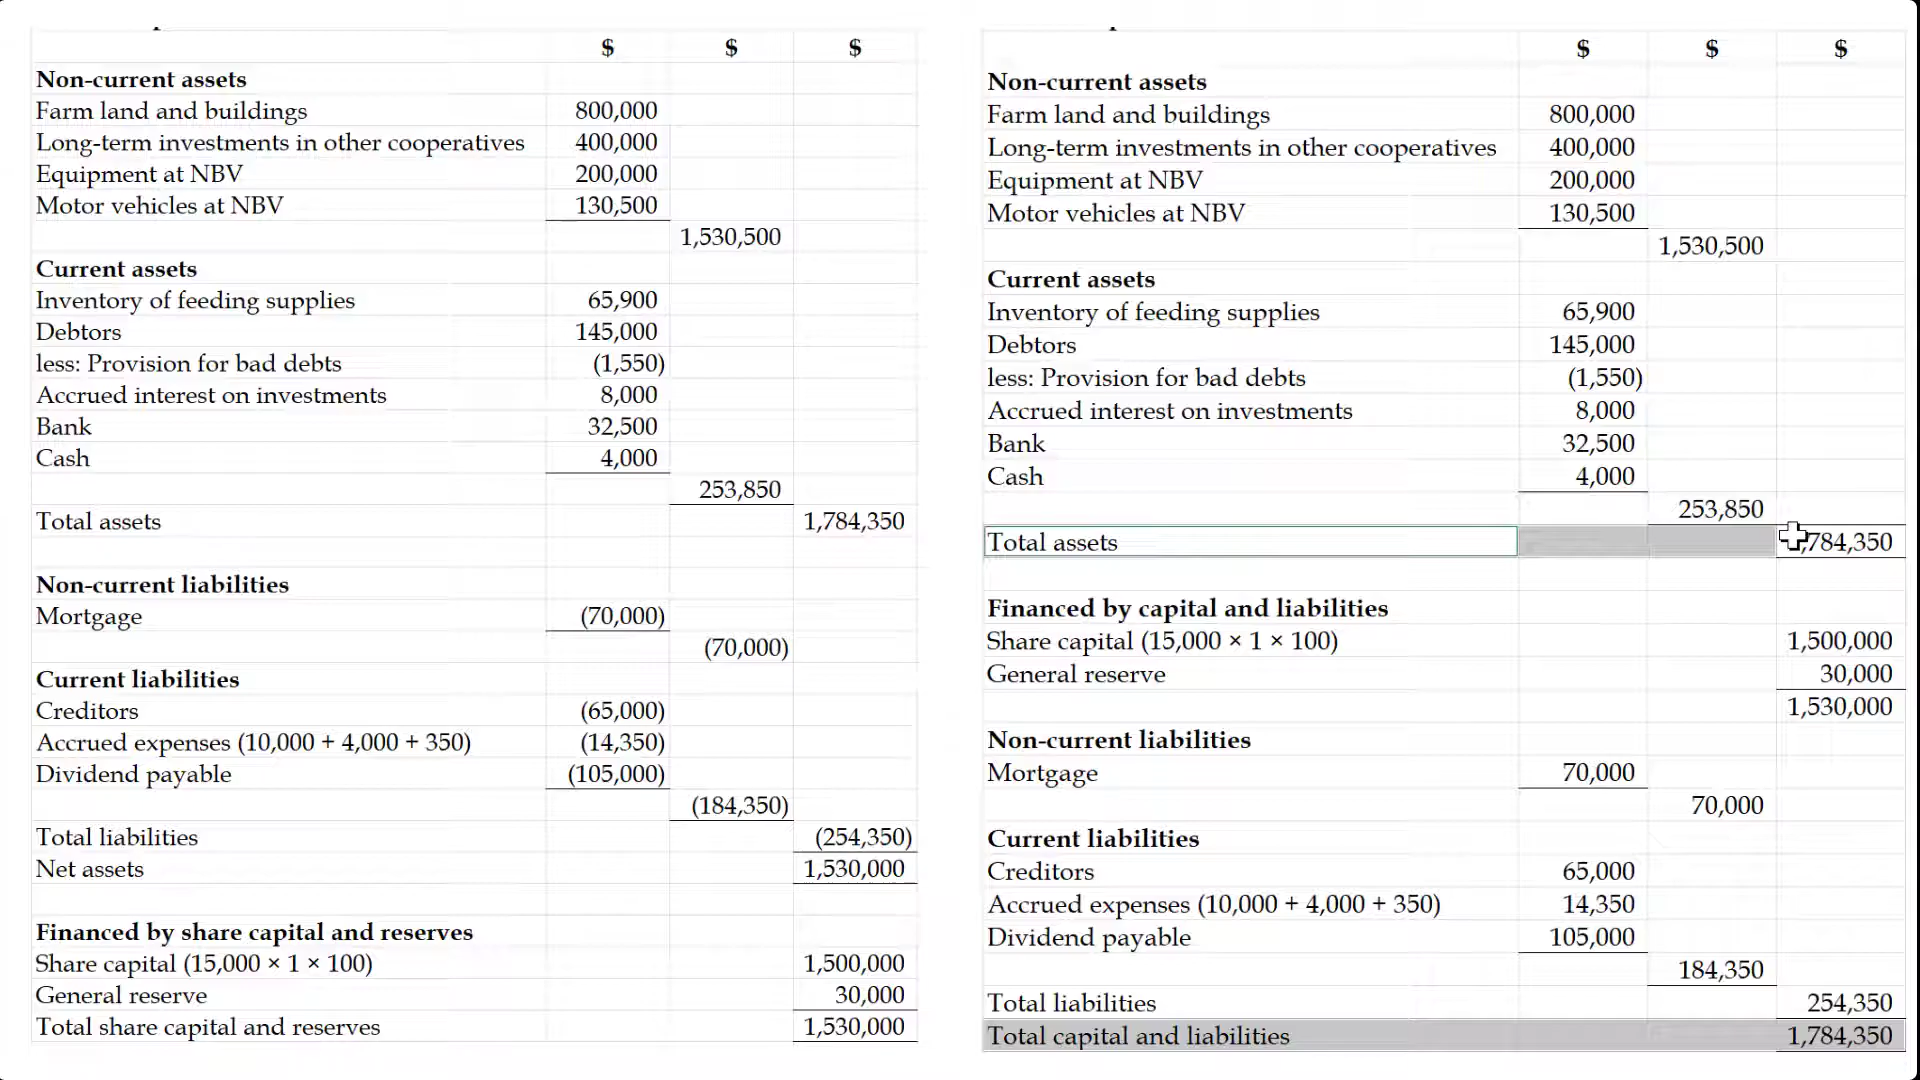 $ $ $
Non-current assets
Farm land and buildings 800,000
Long-term investments in other cooperatives 400,000
Equipment at NBV 200,000
Motor vehicles at NBV 130,500
1,530,500
Current assets
Inventory of feeding supplies 65,900
Debtors 145,000
less: Provision for bad debts (1,550)
Accrued interest on investments 8,000
Bank 32,500
Cash 4,000
253,850
Total assets 1,784,350
Non-current liabilities
Mortgage (70,000)
(70,000)
Current liabilities
Creditors (65,000)
Accrued expenses (10,000 + 4,000 + 350) (14,350)
Dividend payable (105,000)
(184,350)
Total liabilities (254,350)
Net assets 1,530,000
Financed by share capital and reserves
Share capital (15,000 × 1 × 100) 1,500,000
General reserve 30,000
Total share capital and reserves 1,530,000
$ $ $
Non-current assets
Farm land and buildings 800,000
Long-term investments in other cooperatives 400,000
Equipment at NBV 200,000
Motor vehicles at NBV 130,500
1,530,500
Current assets
Inventory of feeding supplies 65,900
Debtors 145,000
less: Provision for bad debts (1,550)
Accrued interest on investments 8,000
Bank 32,500
Cash 4,000
253,850
Total assets 1,784,350
Financed by capital and liabilities
Share capital (15,000 × 1 × 100) 1,500,000
General reserve 30,000
1,530,000
Non-current liabilities
Mortgage 70,000
70,000
Current liabilities
Creditors 65,000
Accrued expenses (10,000 + 4,000 + 350) 14,350
Dividend payable 105,000
184,350
Total liabilities 254,350
Total capital and liabilities 1,784,350